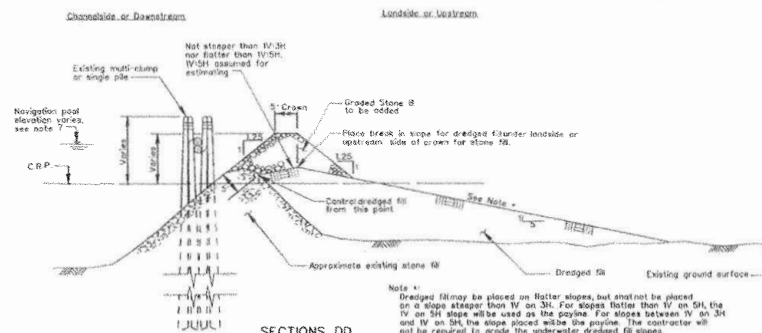 Channelside or Downstream
Landside or Upstream
Not steeper than 1V:3H
nor flatter than 1V:5H,
1V:5H assumed for
estimating
Existing multi-clump
or single pile
5' Crown
Graded Stone B
to be added
Navigation pool
elevation varies,
see note 7
Place break in slope for dredged fill under landside or
upstream side of crown for stone fill.
Varies
Varies
1.25
1
1.25
1
C.R.P.
5'
See Note *
Control dredged fill
from this point
1
5
Approximate existing stone fill
Dredged fill
Existing ground surface
Note *:
Dredged fill may be placed on flatter slopes, but shall not be placed
on a slope steeper than 1V on 3H. For slopes flatter than 1V on 5H, the
1V on 5H slope will be used as the payline. For slopes between 1V on 3H
and 1V on 5H, the slope placed will be the payline. The contractor will
not be required to grade the underwater dredged fill slopes.
SECTIONS DD